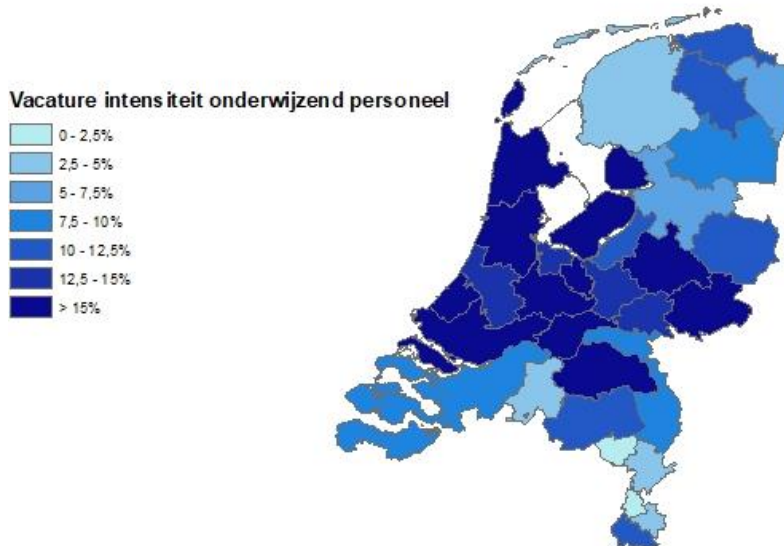 Vacature intensiteit onderwijzend personeel
0 - 2,5%
2,5 - 5%
5 - 7,5%
7,5 - 10%
10 - 12,5%
12,5 - 15%
> 15%